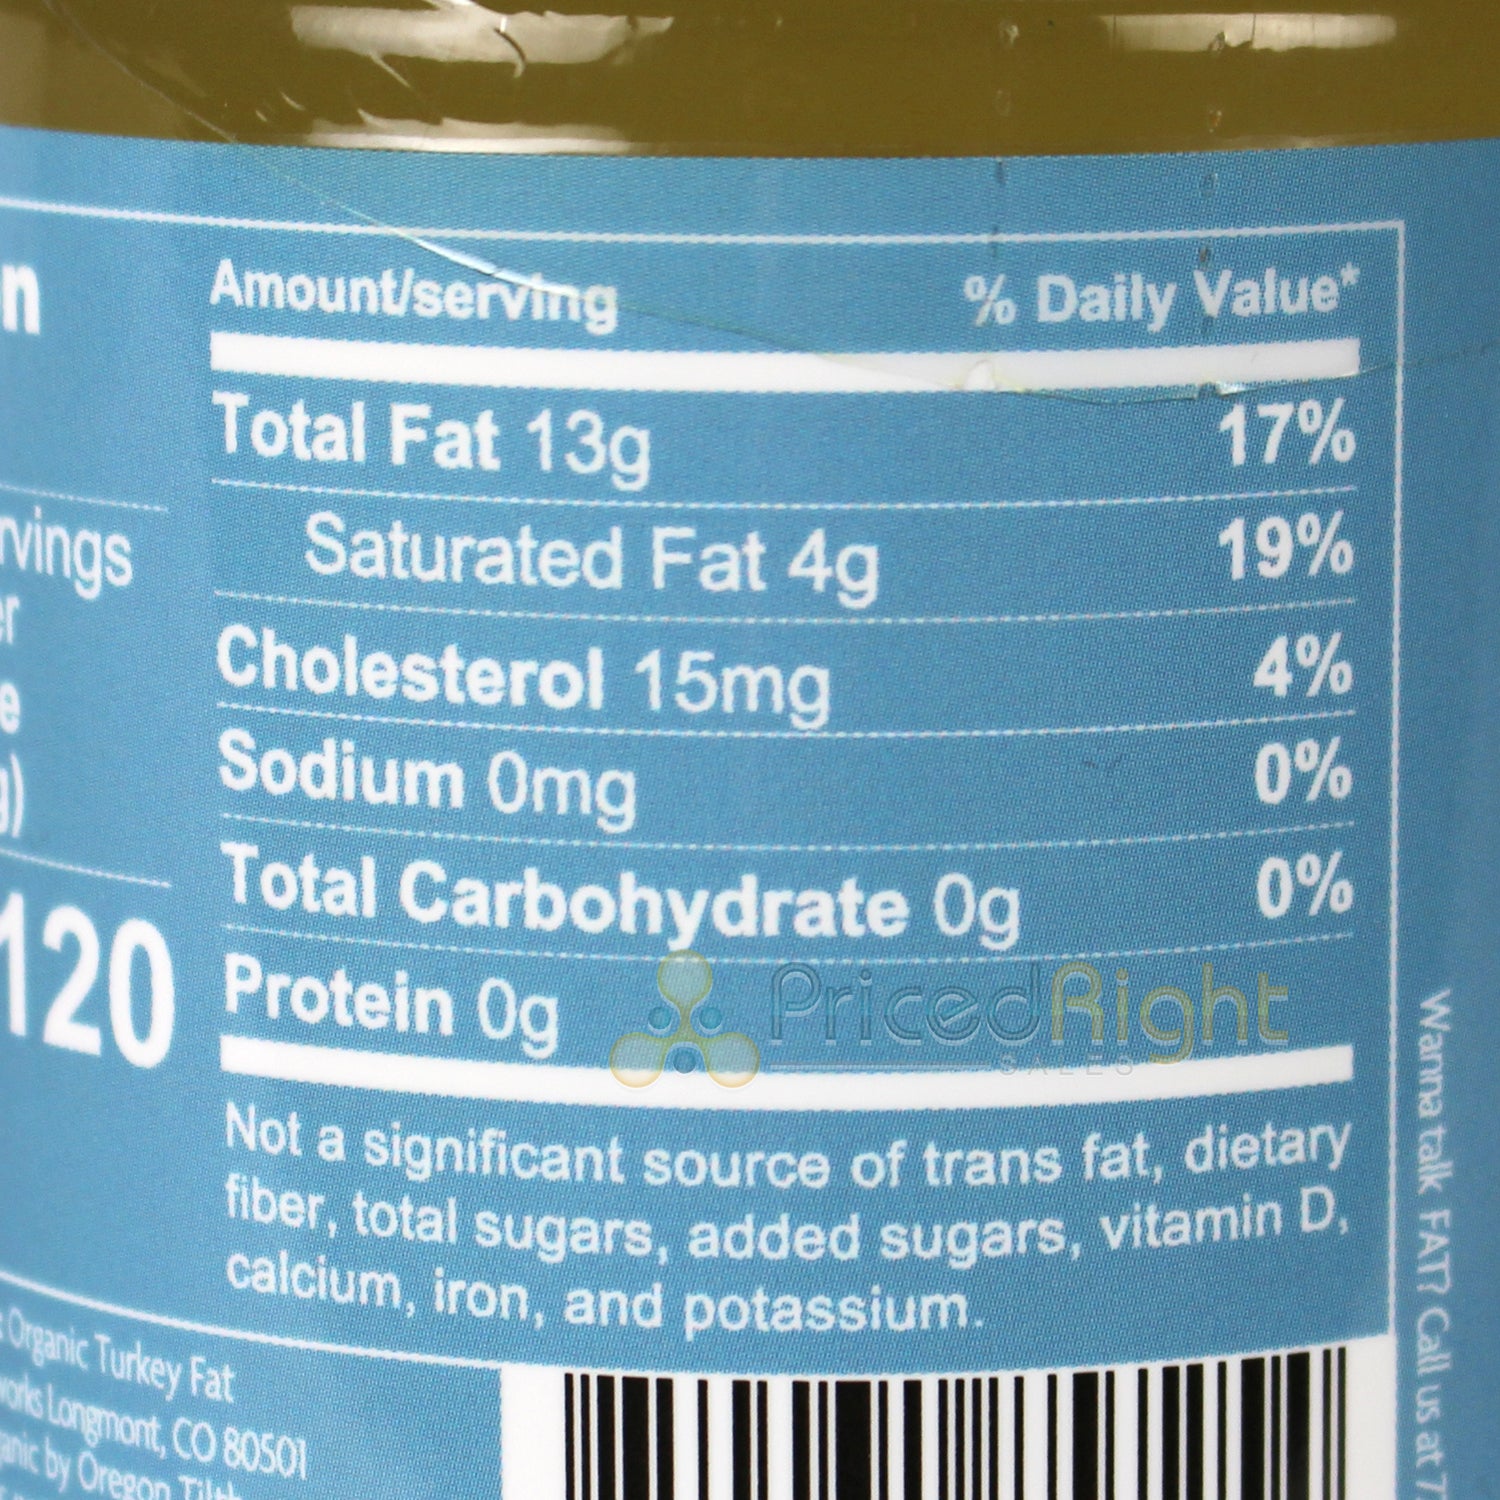 Amount/serving % Daily Value*
Total Fat 13g 17%
Saturated Fat 4g 19%
Cholesterol 15mg 4%
Sodium 0mg 0%
Total Carbohydrate 0g 0%
Protein 0g
Not a significant source of trans fat, dietary
fiber, total sugars, added sugars, vitamin D,
calcium, iron, and potassium.
120
Organic Turkey Fat
Longmont, CO 80501
by Oregon Tilth
Wanna talk FAT? Call us at 7
PricedRight
SALES